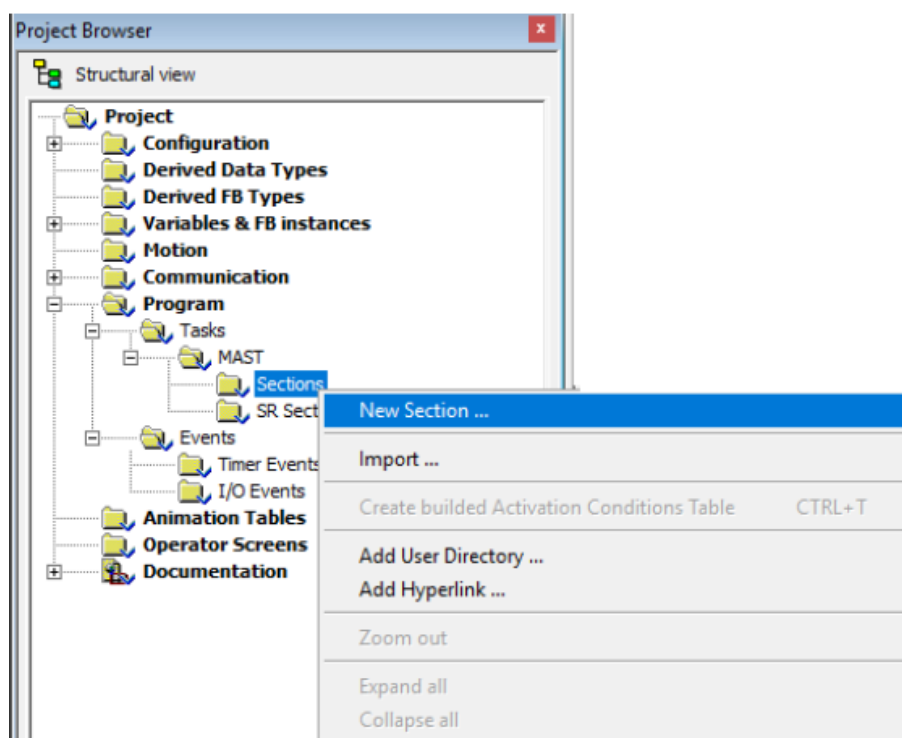 Project Browser
x
Structural view
Project
Configuration
Derived Data Types
Derived FB Types
Variables & FB instances
Motion
Communication
Program
Tasks
MAST
Sections
SR Sect
Events
Timer Events
I/O Events
Animation Tables
Operator Screens
Documentation
New Section ...
Import ...
Create builded Activation Conditions Table CTRL+T
Add User Directory ...
Add Hyperlink ...
Zoom out
Expand all
Collapse all